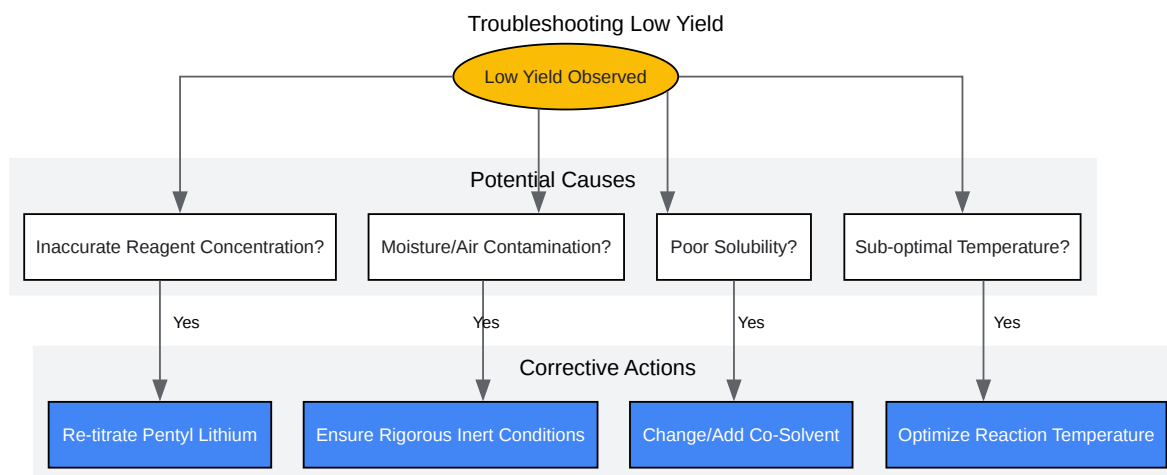 Troubleshooting Low Yield
Low Yield Observed
Potential Causes
Inaccurate Reagent Concentration?
Moisture/Air Contamination?
Poor Solubility?
Sub-optimal Temperature?
Yes
Yes
Yes
Yes
Corrective Actions
Re-titrate Pentyl Lithium
Ensure Rigorous Inert Conditions
Change/Add Co-Solvent
Optimize Reaction Temperature